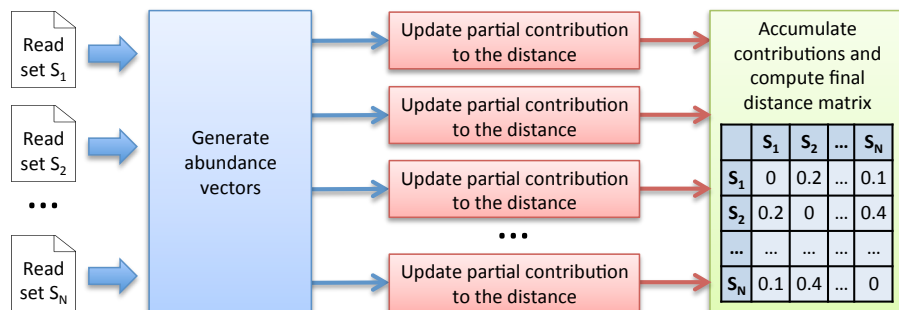 Read
set S1
Read
set S2
...
Read
set SN
Generate
abundance
vectors
Update partial contribution
to the distance
Update partial contribution
to the distance
Update partial contribution
to the distance
...
Update partial contribution
to the distance
Accumulate
contributions and
compute final
distance matrix
S1 S2 ... SN
S1 0 0.2 ... 0.1
S2 0.2 0 ... 0.4
... ... ... ... ...
SN 0.1 0.4 ... 0